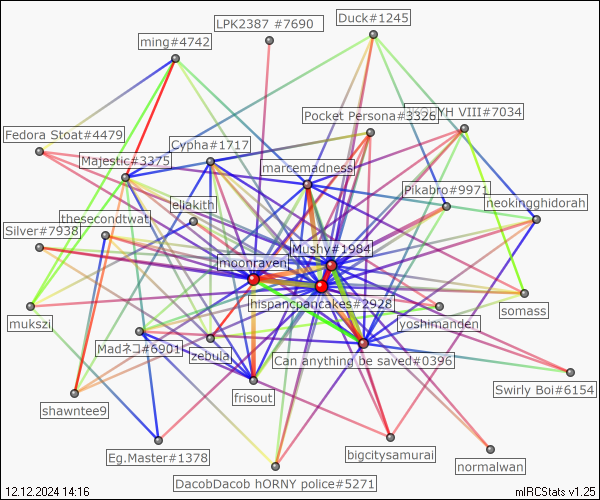 LPK2387 #7690
Duck#1245
ming#4742
Pocket Persona#3326
YH VIII#7034
Fedora Stoat#4479
Cypha#1717
Majestic#3375
marcemadness
Pikabro#9971
eliakith
neokingghidorah
thesecondtwat
Silver#7938
Mushy#1984
moonraven
hispancpancakes#2928
somass
mukszi
yoshimanden
Madネコ#6901
zebula
Can anything be saved#0396
Swirly Boi#6154
frisout
shawntee9
Eg.Master#1378
bigcitysamurai
normalwan
DacobDacob hORNY police#5271
12.12.2024 14:16
mIRCStats v1.25